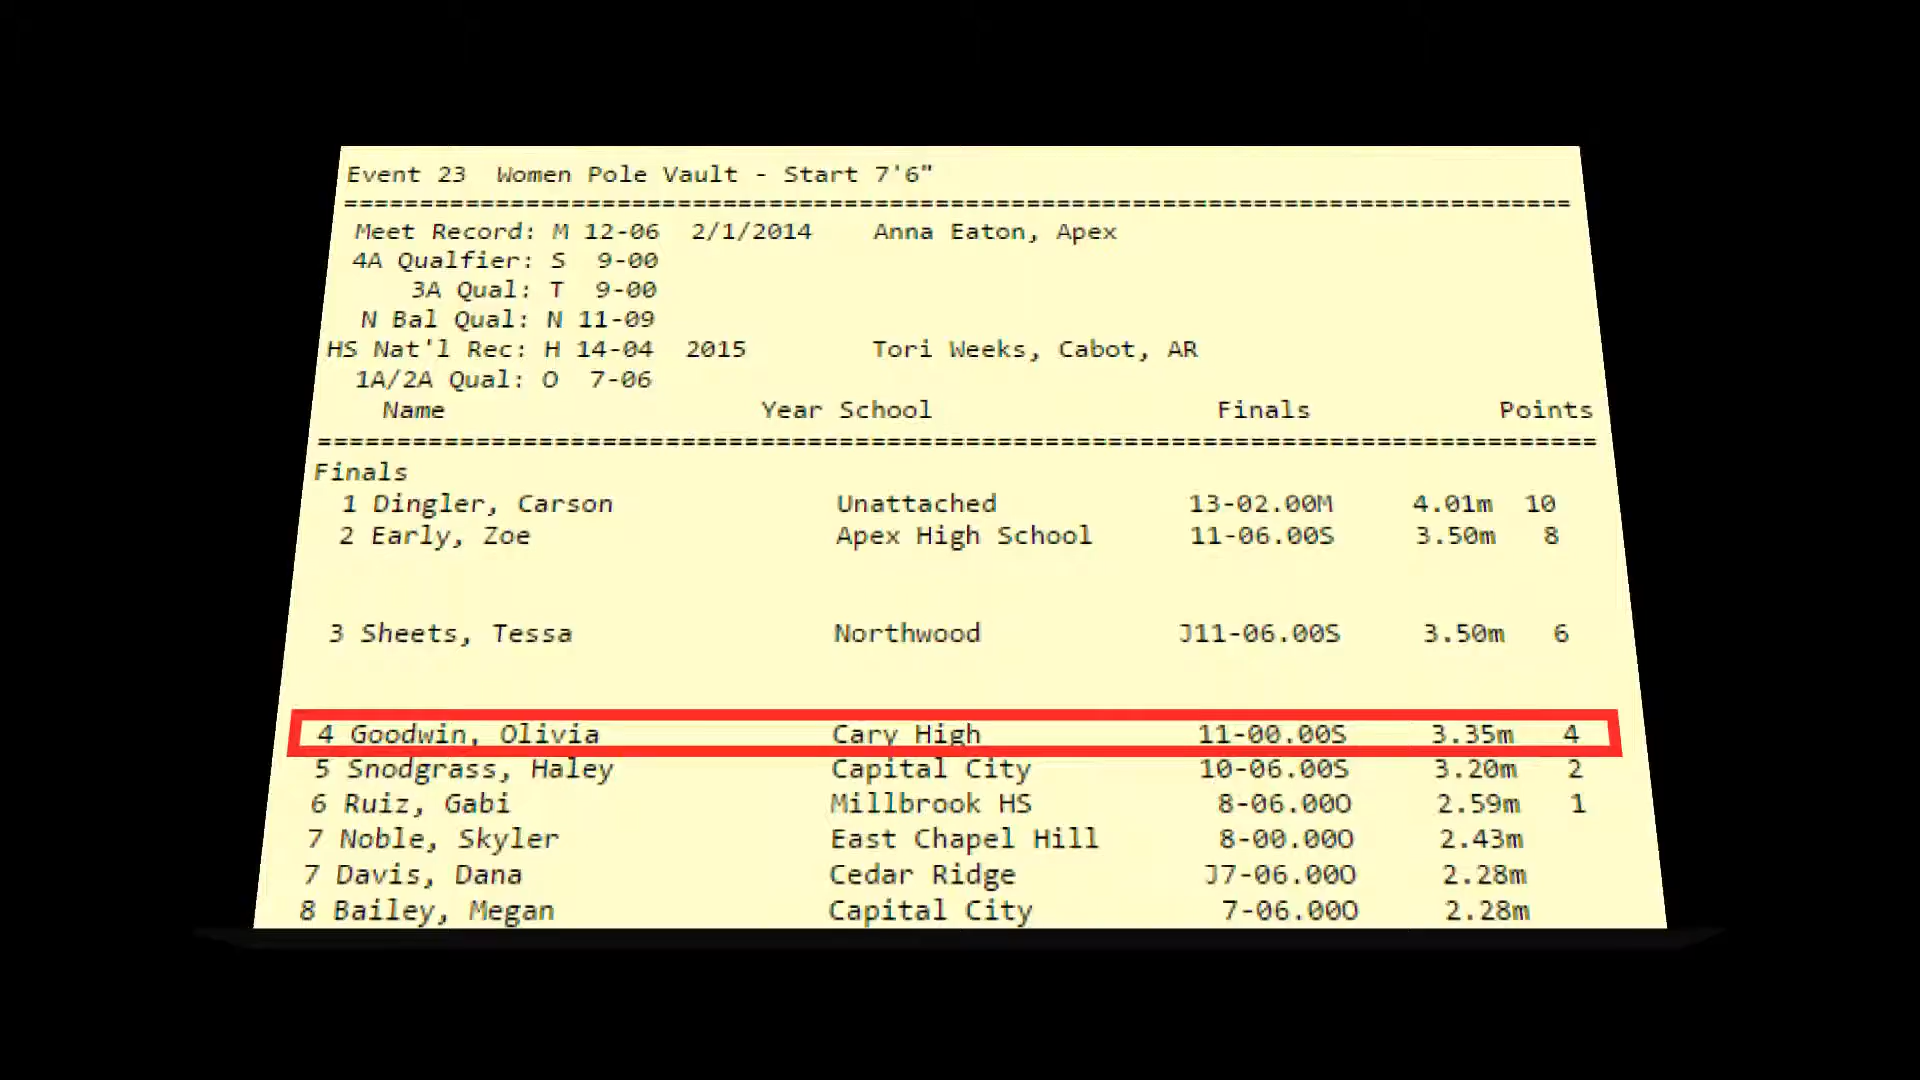 Event 23  Women Pole Vault - Start 7'6"
==================================================================================
Meet Record: M 12-06  2/1/2014    Anna Eaton, Apex
4A Qualfier: S  9-00
3A Qual: T  9-00
N Bal Qual: N 11-09
HS Nat'l Rec: H 14-04  2015    Tori Weeks, Cabot, AR
1A/2A Qual: O  7-06
Name    Year School    Finals    Points
==================================================================================
Finals
1 Dingler, Carson    Unattached    13-02.00M    4.01m  10
2 Early, Zoe    Apex High School    11-06.00S    3.50m  8
3 Sheets, Tessa    Northwood    J11-06.00S    3.50m  6
4 Goodwin, Olivia    Cary High    11-00.00S    3.35m  4
5 Snodgrass, Haley    Capital City    10-06.00S    3.20m  2
6 Ruiz, Gabi    Millbrook HS    8-06.00O    2.59m  1
7 Noble, Skyler    East Chapel Hill    8-00.00O    2.43m
7 Davis, Dana    Cedar Ridge    J7-06.00O    2.28m
8 Bailey, Megan    Capital City    7-06.00O    2.28m